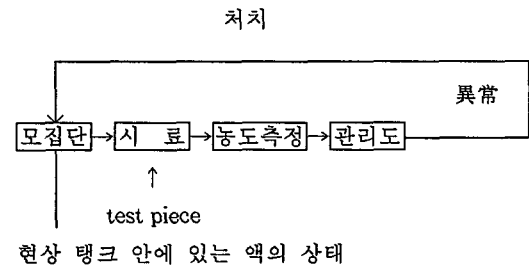 처치
異常
모집단 시 료 농도측정 관리도
test piece
현상 탱크 안에 있는 액의 상태